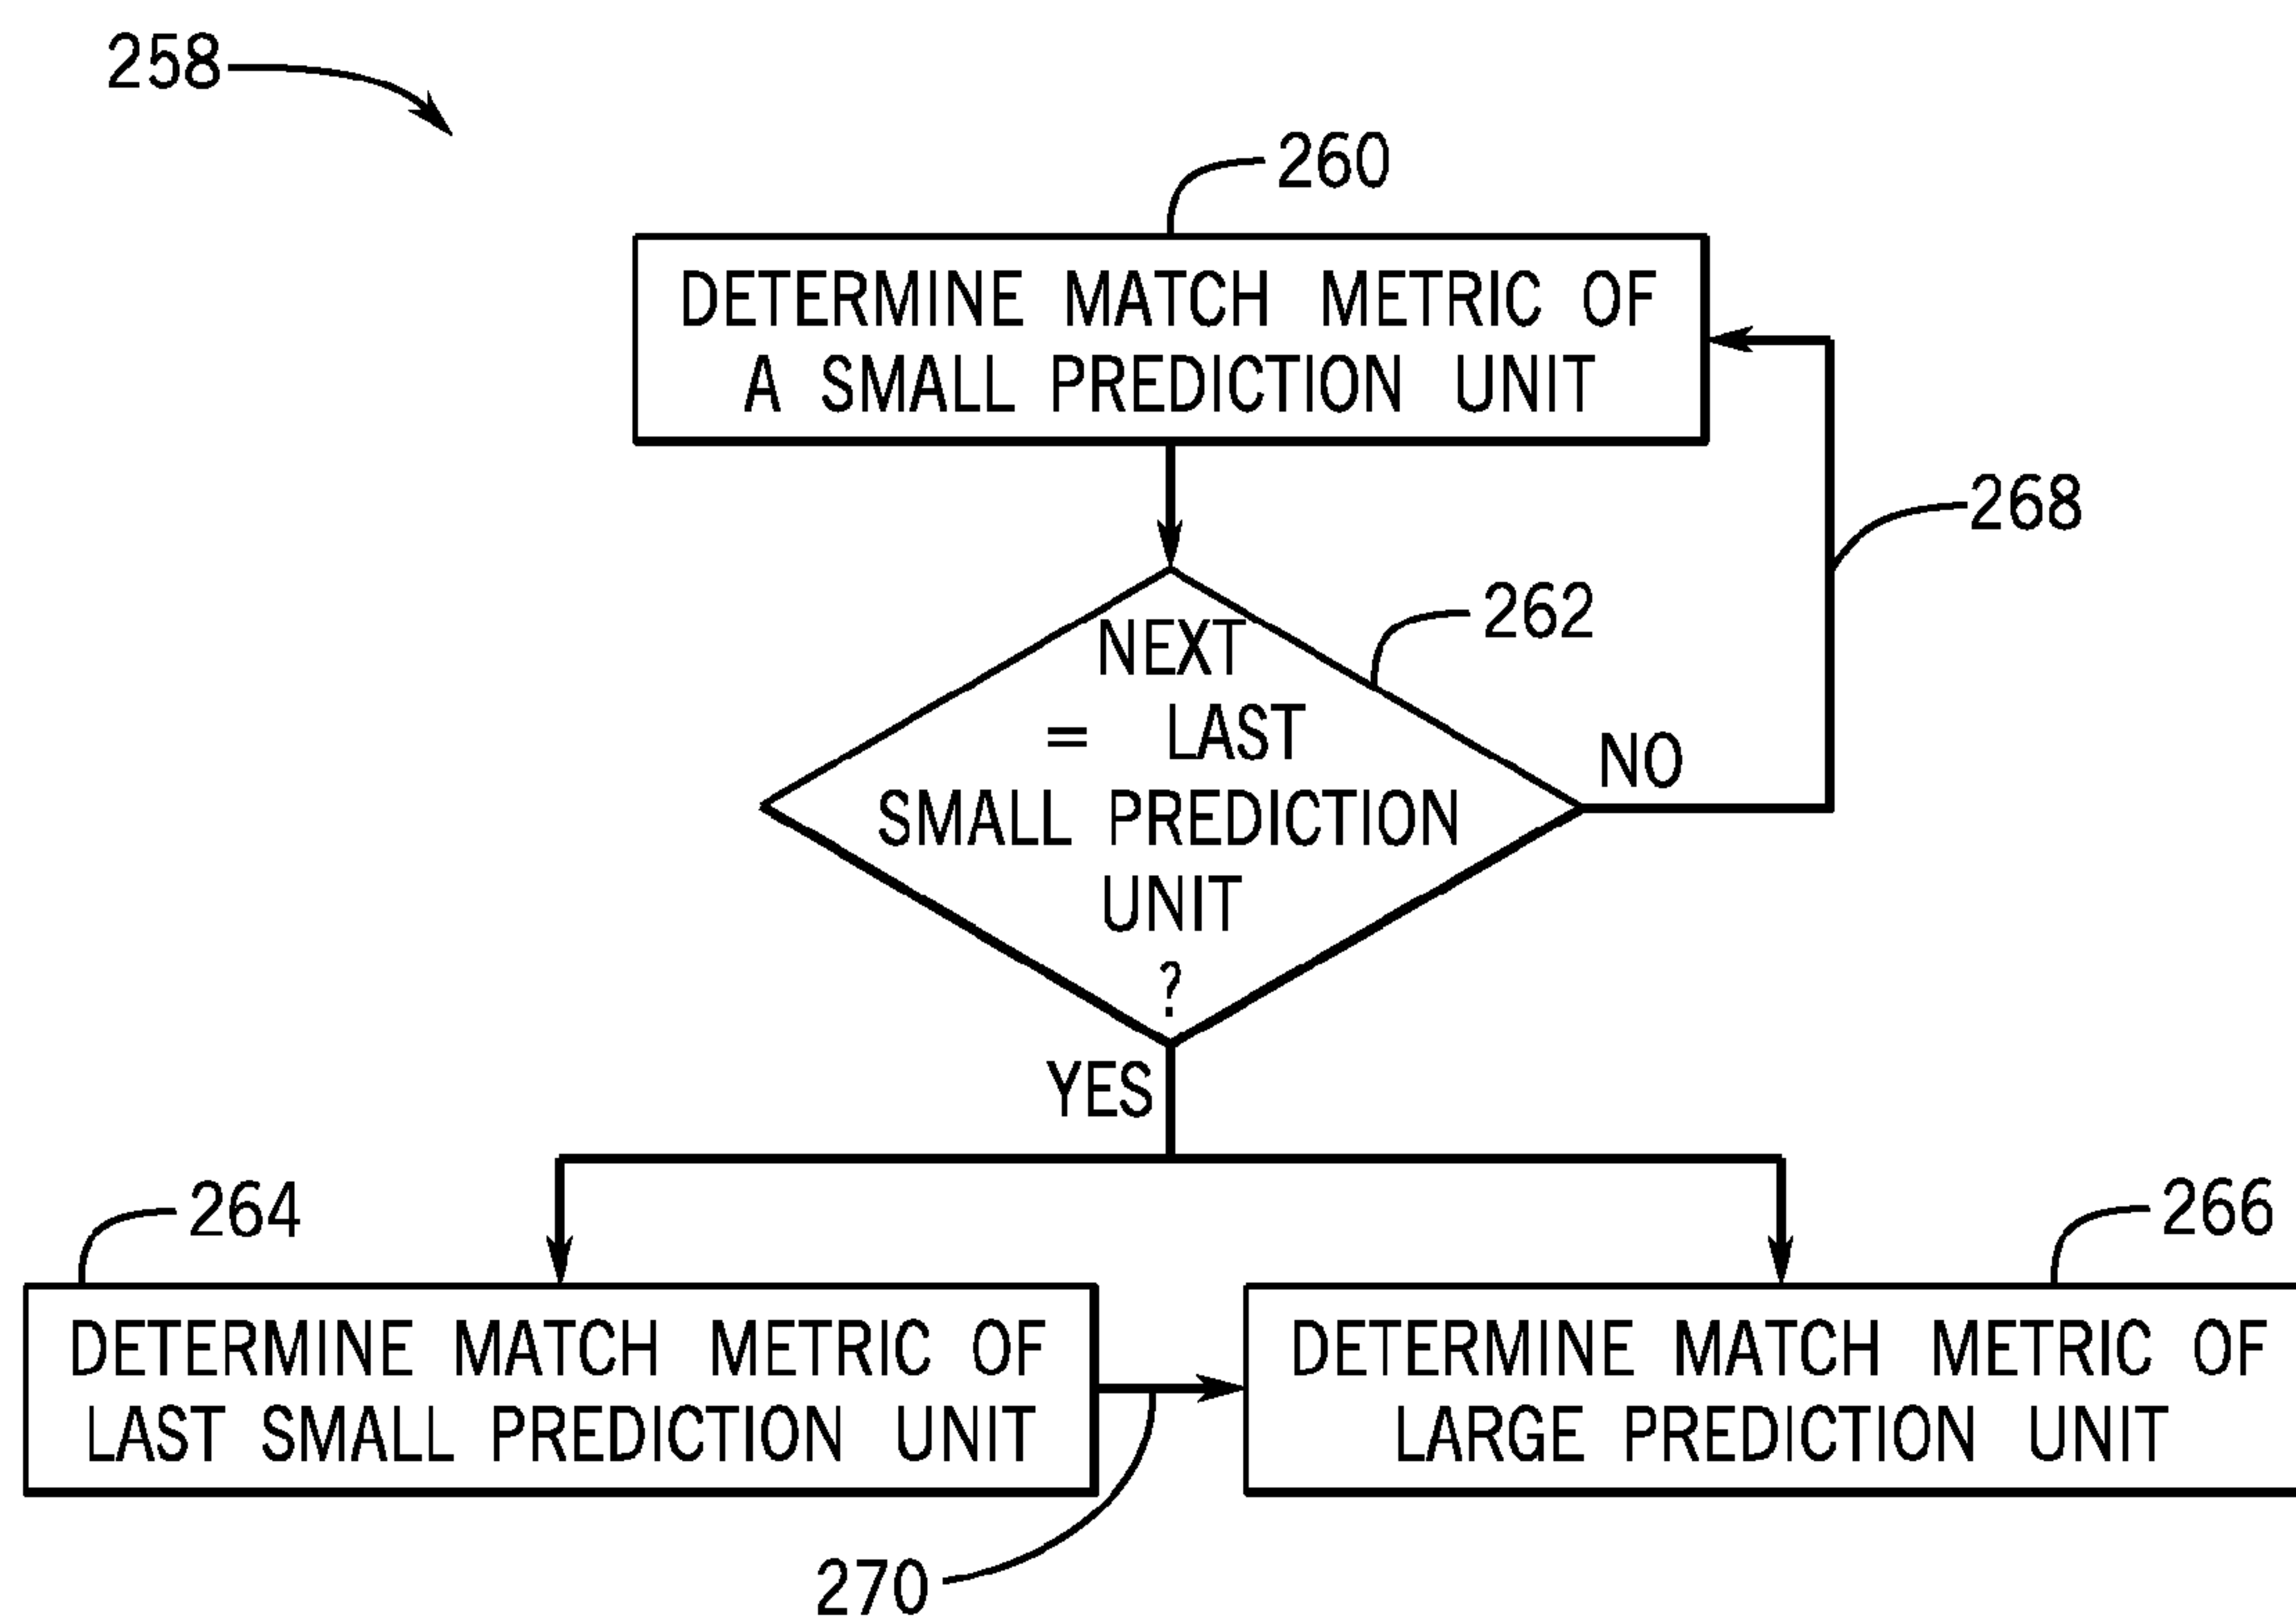 258
260
DETERMINE MATCH METRIC OF
A SMALL PREDICTION UNIT
268
262
NEXT
= LAST
SMALL PREDICTION
UNIT
?
NO
YES
264
266
DETERMINE MATCH METRIC OF
LAST SMALL PREDICTION UNIT
DETERMINE MATCH METRIC OF
LARGE PREDICTION UNIT
270